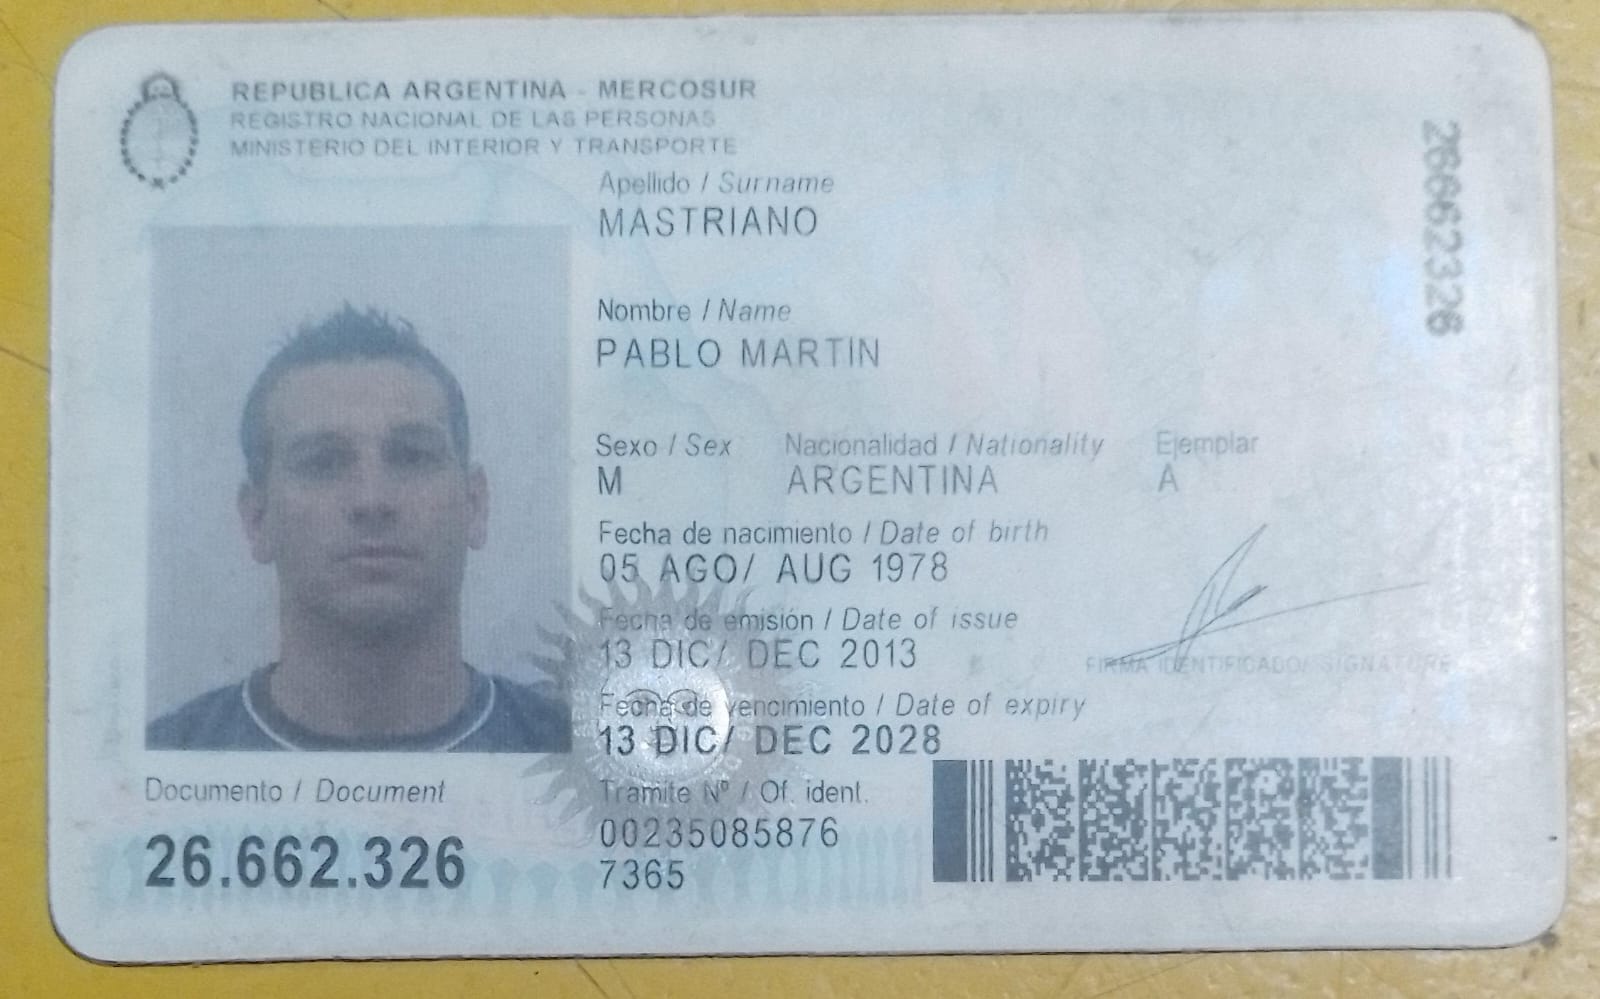 REPUBLICA ARGENTINA - MERCOSUR
REGISTRO NACIONAL DE LAS PERSONAS
MINISTERIO DEL INTERIOR Y TRANSPORTE
Apellido / Surname
MASTRIANO
Nombre / Name
PABLO MARTIN
Sexo / Sex Nacionalidad / Nationality Ejemplar
M ARGENTINA A
Fecha de nacimiento / Date of birth
05 AGO/ AUG 1978
Fecha de emisión / Date of issue
13 DIC/ DEC 2013
FIRMA IDENTIFICADO/ SIGNATURE
Fecha de vencimiento / Date of expiry
13 DIC/ DEC 2028
Documento / Document
26.662.326
Tramite Nº / Of. ident.
00235085876
7365
26662326